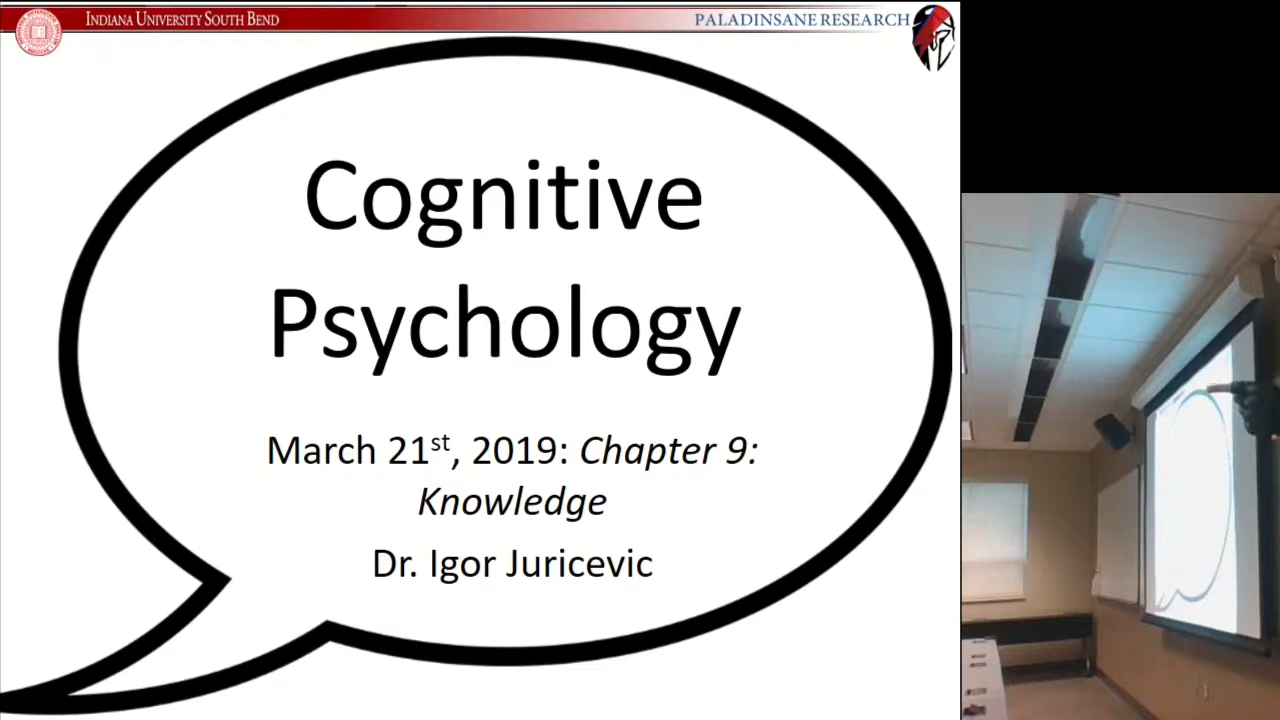 INDIANA UNIVERSITY SOUTH BEND
PALADINSANE RESEARCH
Cognitive
Psychology
March 21st, 2019: Chapter 9:
Knowledge
Dr. Igor Juricevic